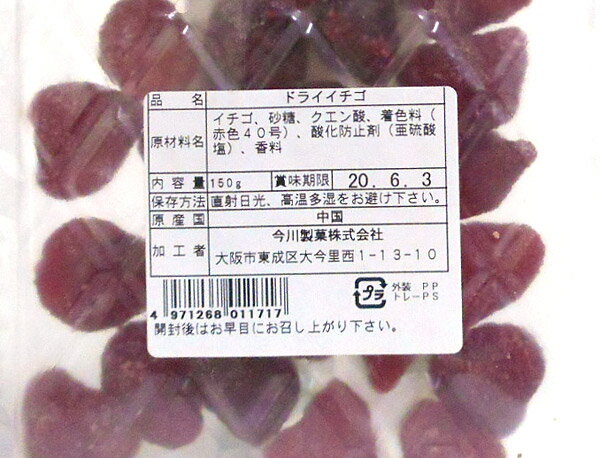 品名 ドライイチゴ
原材料名 イチゴ、砂糖、クエン酸、着色料（
赤色４０号）、酸化防止剤（亜硫酸
塩）、香料
内容量 150g 賞味期限 20. 6. 3
保存方法 直射日光、高温多湿をお避け下さい。
原産国 中国
加工者 今川製菓株式会社
大阪市東成区大今里西1-13-10
プラ 外装 PP
トレーPS
4 971268 011717
開封後はお早目にお召し上がり下さい。